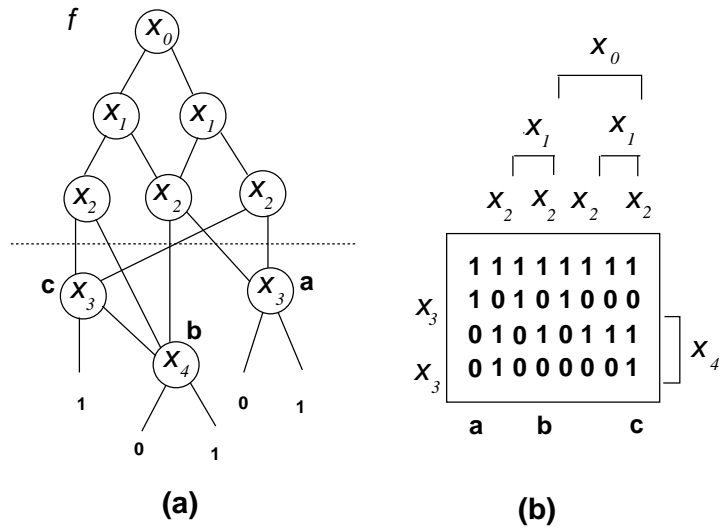 f
X0
X1 X1
X2 X2 X2
c X3 X3 a
b
X4
1 0 1
0 1
(a)
X0
X1 X1
X2 X2 X2 X2
1 1 1 1 1 1 1 1
X3 1 0 1 0 1 0 0 0
0 1 0 1 0 1 1 1 X4
X3 0 1 0 0 0 0 0 1
a b c
(b)